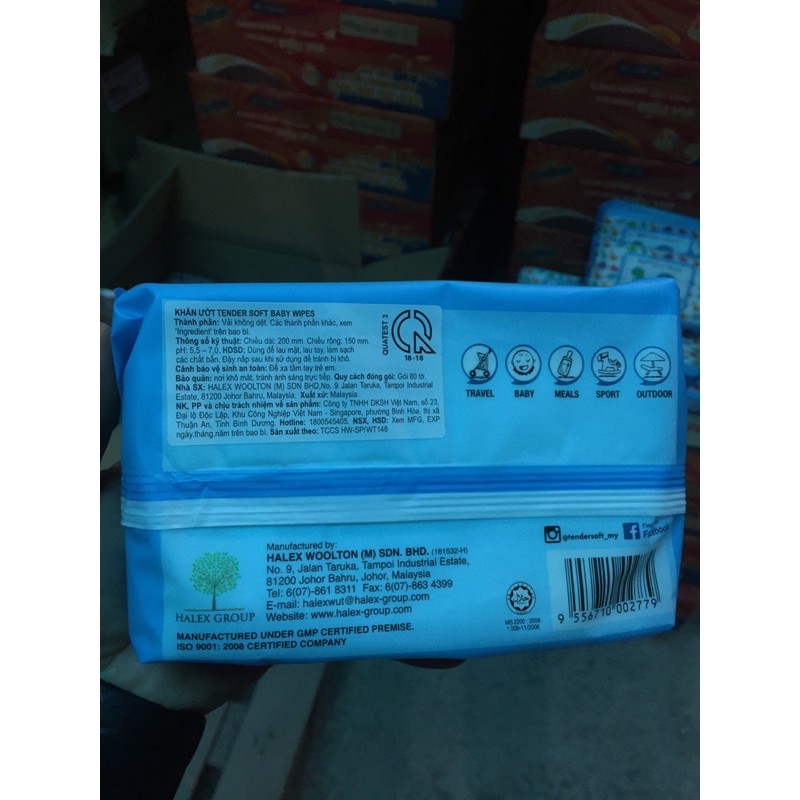 KHĂN ƯỚT TENDER SOFT BABY WIPES
Thành phần: Vải không dệt. Các thành phần khác, xem
'Ingredient' trên bao bì.
Thông số kỹ thuật: Chiều dài: 200 mm. Chiều rộng: 150 mm.
pH: 5,5 – 7,0. HDSD: Dùng để lau mặt, lau tay, làm sạch
các chất bẩn. Đậy nắp sau khi sử dụng để tránh bị khô.
Cảnh báo vệ sinh an toàn: Để xa tầm tay trẻ em.
Bảo quản: nơi khô mát, tránh ánh sáng trực tiếp. Quy cách đóng gói: Gói 80 tờ.
Nhà SX: HALEX WOOLTON (M) SDN BHD,No. 9 Jalan Taruka, Tampoi Industrial
Estate, 81200 Johor Bahru, Malaysia. Xuất xứ: Malaysia.
NK, PP và chịu trách nhiệm về sản phẩm: Công ty TNHH DKSH Việt Nam, số 23,
Đại lộ Độc Lập, Khu Công Nghiệp Việt Nam - Singapore, phường Bình Hòa, thị xã
Thuận An, Tỉnh Bình Dương. Hotline: 1800545405. NSX, HSD: Xem MFG, EXP
ngày.tháng.năm trên bao bì. Sản xuất theo: TCCS HW-SP/WT148
QUATEST 3
18 -18
TRAVEL BABY MEALS SPORT OUTDOOR
@tendersoft_my
Facebook
HALEX GROUP
Manufactured by:
HALEX WOOLTON (M) SDN. BHD. (161532-H)
No. 9, Jalan Taruka, Tampoi Industrial Estate,
81200 Johor Bahru, Johor, Malaysia
Tel: 6(07)-861 8311 Fax: 6(07)-863 4399
E-mail: halexwut@halex-group.com
Website: www.halex-group.com
MANUFACTURED UNDER GMP CERTIFIED PREMISE.
ISO 9001: 2008 CERTIFIED COMPANY
9 556710 002779